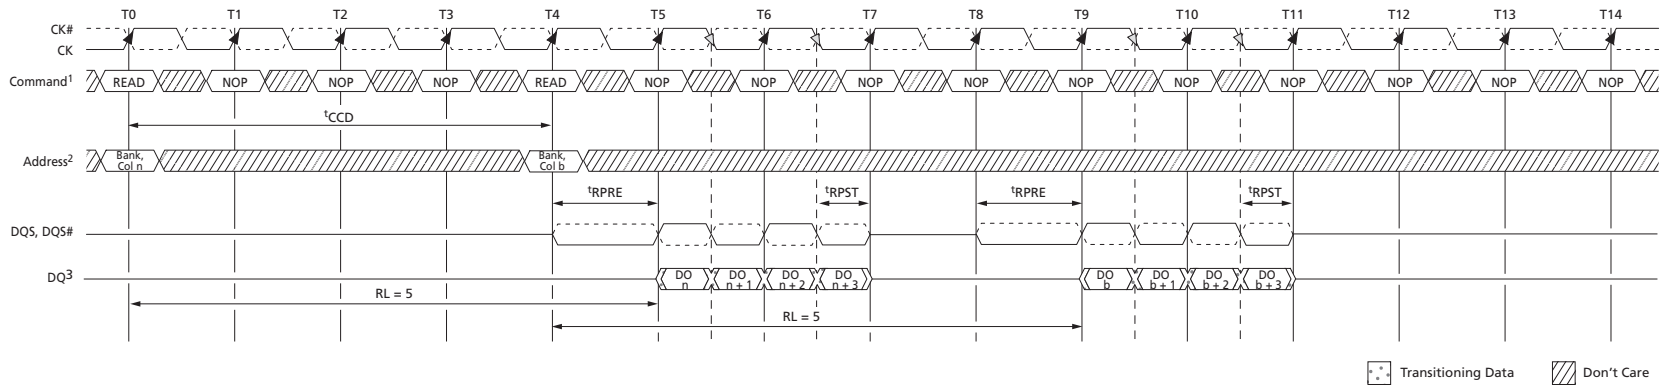 T0 T1 T2 T3 T4 T5 T6 T7 T8 T9 T10 T11 T12 T13 T14
CK#
CK
Command1 READ NOP NOP NOP READ NOP NOP NOP NOP NOP NOP NOP NOP NOP NOP
tCCD
Address2 Bank, Col n Bank, Col b
tRPRE tRPST tRPRE tRPST
DQS, DQS#
DQ3 DO n DO n + 1 DO n + 2 DO n + 3 DO b DO b + 1 DO b + 2 DO b + 3
RL = 5
RL = 5
Transitioning Data Don't Care